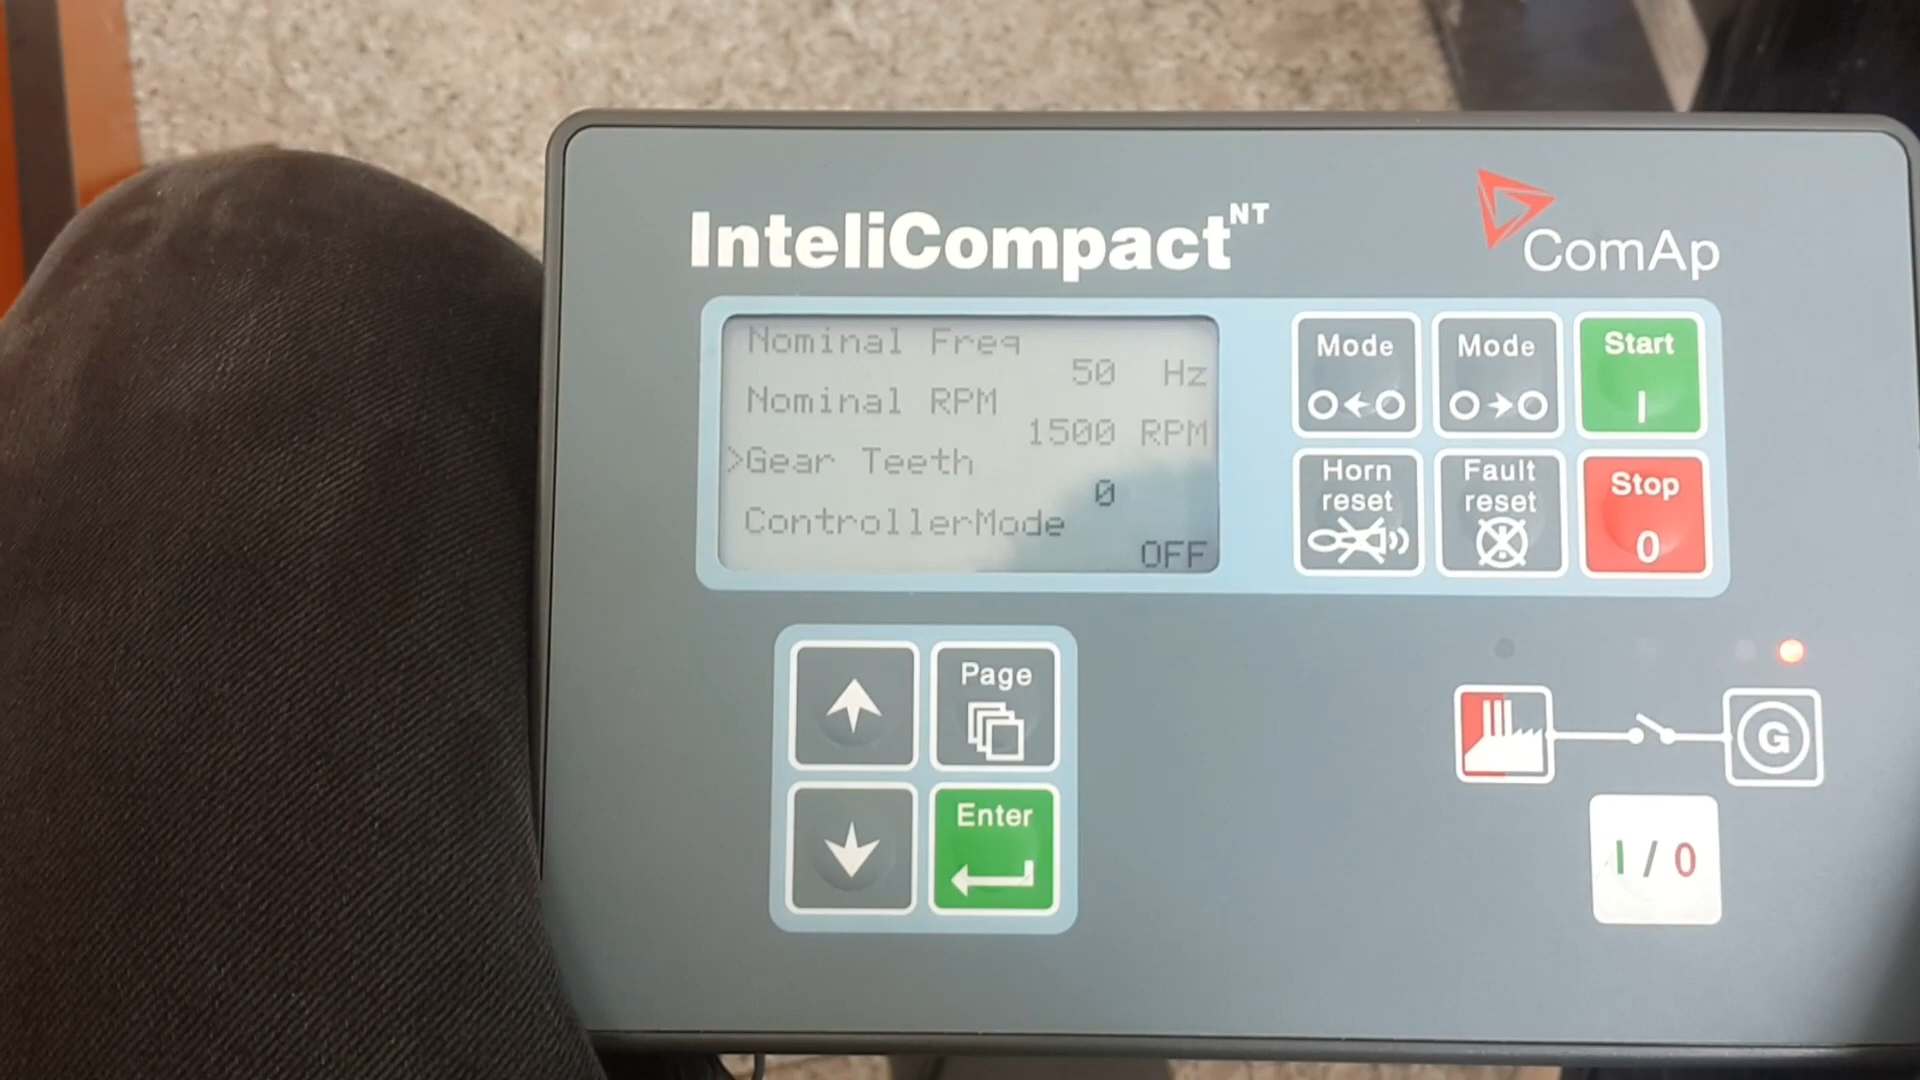 InteliCompact NT
ComAp
Nominal Freq
50 Hz
Nominal RPM
1500 RPM
>Gear Teeth
0
ControllerMode
OFF
Mode
Mode
Start
I
Horn
reset
Fault
reset
Stop
0
Page
Enter
G
I / 0